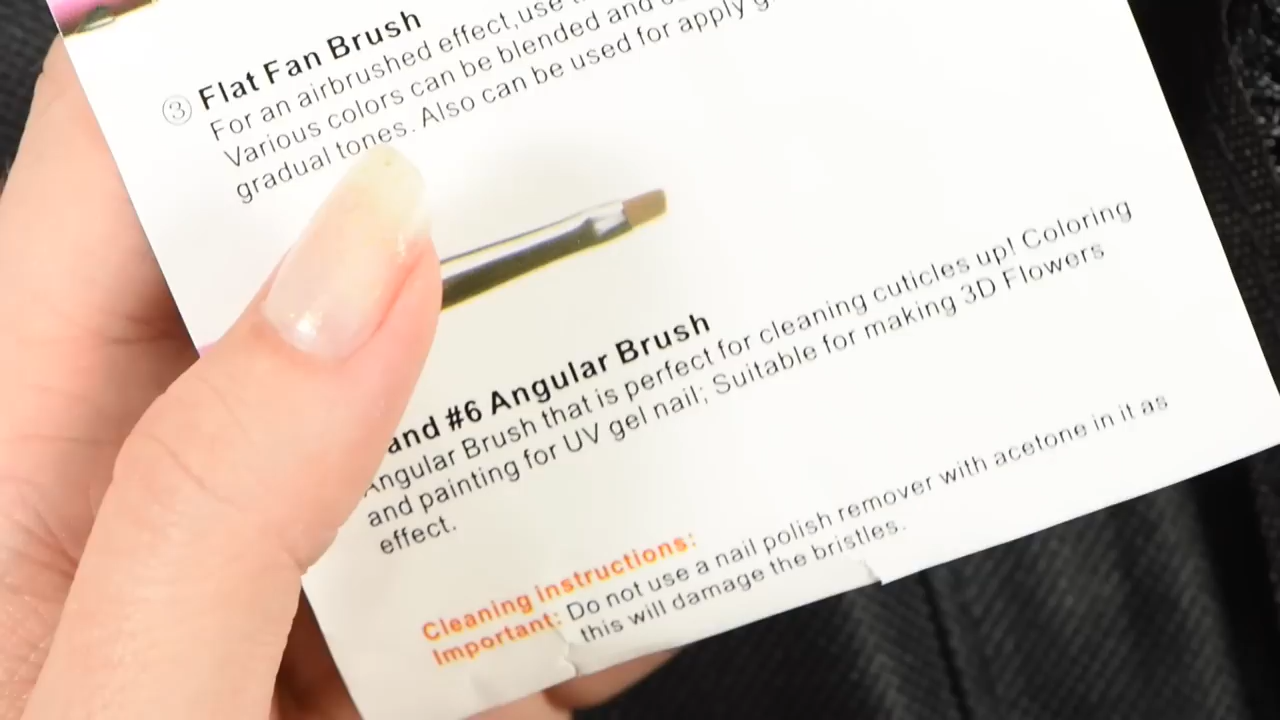 ③ Flat Fan Brush
For an airbrushed effect,use
Various colors can be blended and
gradual tones. Also can be used for apply
and #6 Angular Brush
Angular Brush that is perfect for cleaning cuticles up! Coloring
and painting for UV gel nail; Suitable for making 3D Flowers
effect.
Cleaning instructions:
Important: Do not use a nail polish remover with acetone in it as
this will damage the bristles.